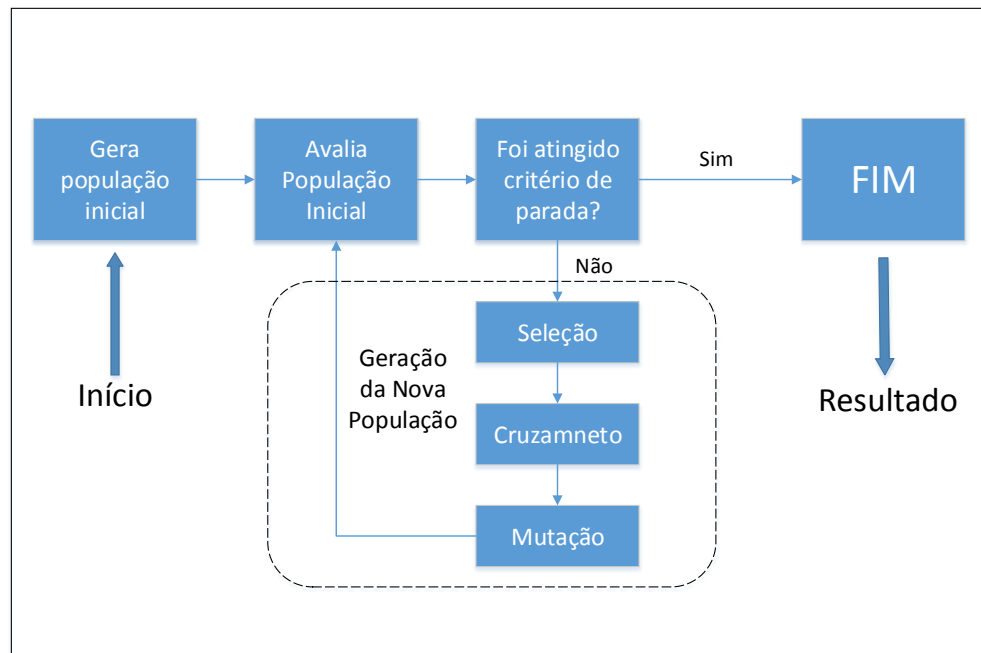 Gera
população
inicial
Avalia
População
Inicial
Foi atingido
critério de
parada?
Sim
FIM
Não
Início
Geração
da Nova
População
Seleção
Cruzamneto
Mutação
Resultado